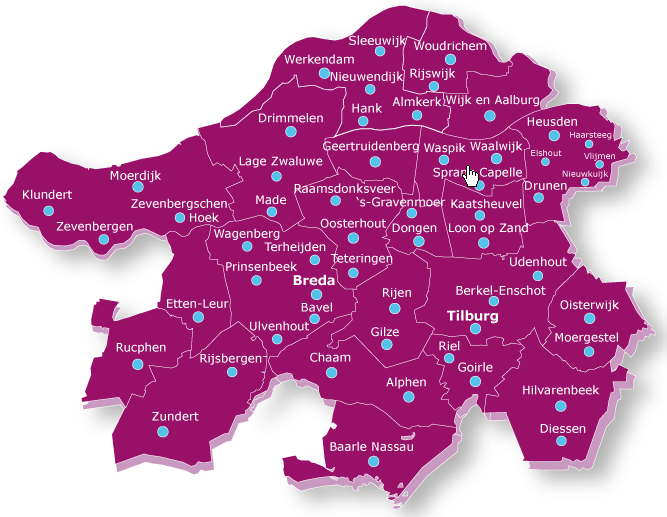 Sleeuwijk
Woudrichem
Werkendam
Nieuwendijk
Rijswijk
Hank
Almkerk
Wijk en Aalburg
Drimmelen
Heusden
Haarsteeg
Geertruidenberg
Waspik
Waalwijk
Elshout
Vlijmen
Lage Zwaluwe
Sprang Capelle
Nieuwkuijk
Moerdijk
Raamsdonksveer
Drunen
Klundert
Made
's-Gravenmoer
Kaatsheuvel
Zevenbergschen
Hoek
Zevenbergen
Wagenberg
Oosterhout
Dongen
Loon op Zand
Terheijden
Teteringen
Udenhout
Prinsenbeek
Breda
Rijen
Berkel-Enschot
Etten-Leur
Bavel
Tilburg
Oisterwijk
Ulvenhout
Gilze
Moergestel
Rucphen
Rijsbergen
Chaam
Riel
Goirle
Alphen
Hilvarenbeek
Zundert
Diessen
Baarle Nassau